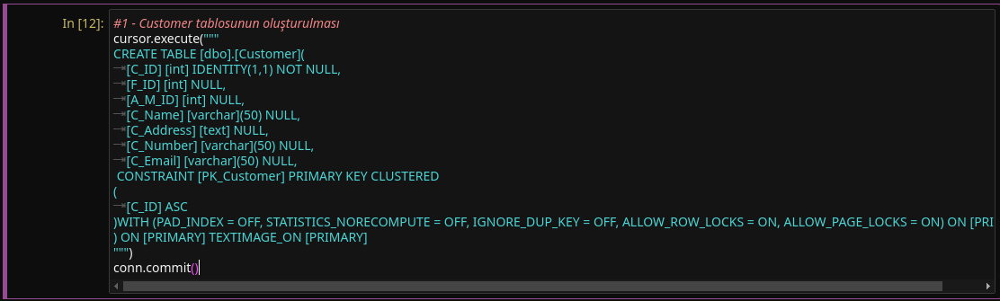 In [12]:
#1 - Customer tablosunun oluşturulması
cursor.execute("""
CREATE TABLE [dbo].[Customer](
[C_ID] [int] IDENTITY(1,1) NOT NULL,
[F_ID] [int] NULL,
[A_M_ID] [int] NULL,
[C_Name] [varchar](50) NULL,
[C_Address] [text] NULL,
[C_Number] [varchar](50) NULL,
[C_Email] [varchar](50) NULL,
CONSTRAINT [PK_Customer] PRIMARY KEY CLUSTERED
(
[C_ID] ASC
)WITH (PAD_INDEX = OFF, STATISTICS_NORECOMPUTE = OFF, IGNORE_DUP_KEY = OFF, ALLOW_ROW_LOCKS = ON, ALLOW_PAGE_LOCKS = ON) ON [PRI
) ON [PRIMARY] TEXTIMAGE_ON [PRIMARY]
""")
conn.commit()